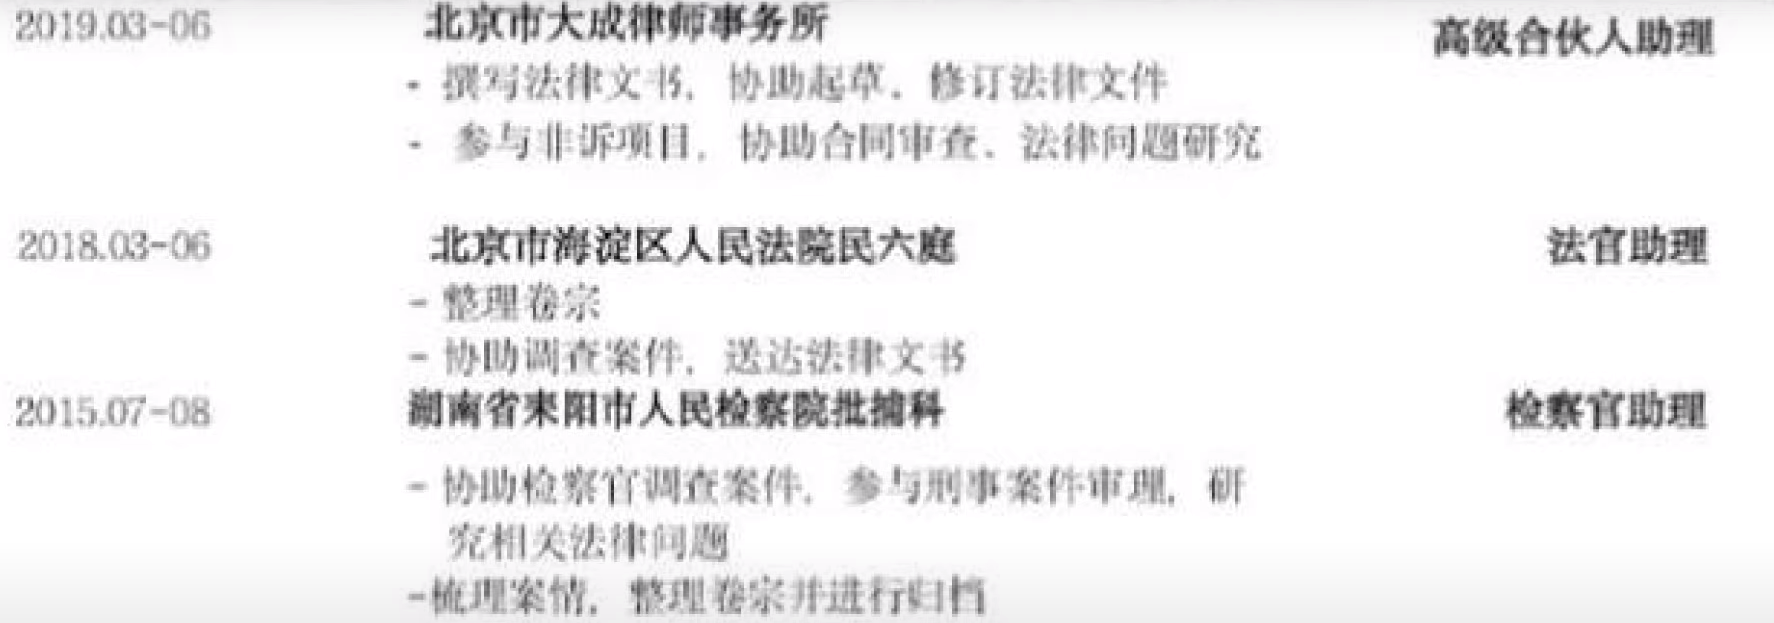 2019.03-06 北京市大成律师事务所 高级合伙人助理
- 撰写法律文书, 协助起草、修订法律文件
- 参与非诉项目, 协助合同审查、法律问题研究
2018.03-06 北京市海淀区人民法院民六庭 法官助理
- 整理卷宗
- 协助调查案件, 送达法律文书
2015.07-08 湖南省耒阳市人民检察院批捕科 检察官助理
- 协助检察官调查案件, 参与刑事案件审理, 研
究相关法律问题
-梳理案情, 整理卷宗并进行归档